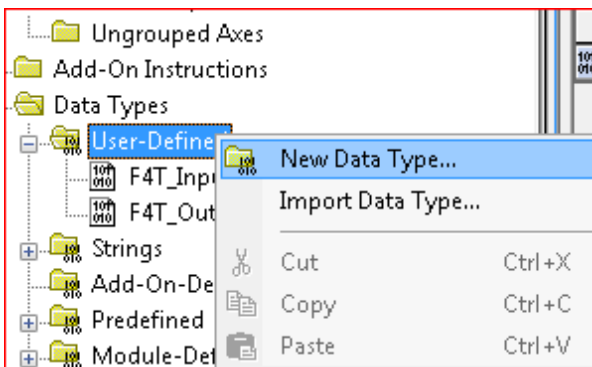 Ungrouped Axes
Add-On Instructions
Data Types
User-Define
New Data Type...
F4T_Inp
Import Data Type...
F4T_Out
Strings
Cut Ctrl+X
Add-On-De
Copy Ctrl+C
Predefined
Paste Ctrl+V
Module-Def